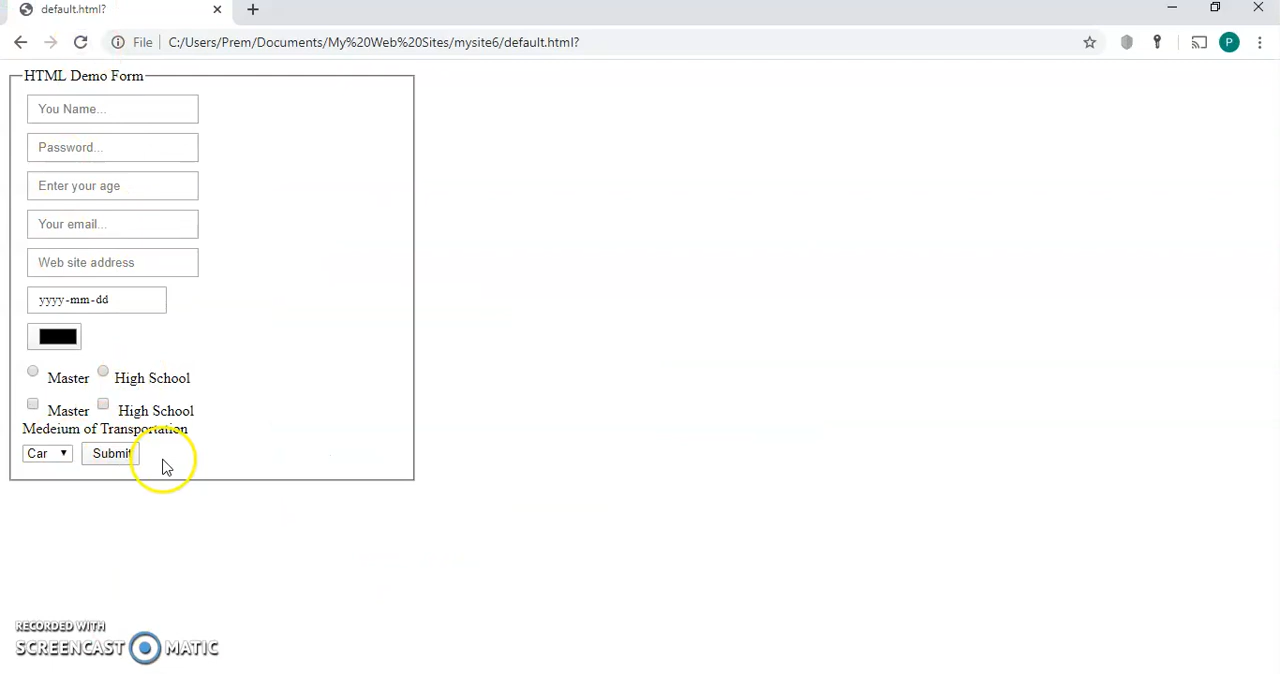 default.html?
File
C:/Users/Prem/Documents/My%20Web%20Sites/mysite6/default.html?
P
HTML Demo Form
You Name...
Password...
Enter your age
Your email...
Web site address
yyyy-mm-dd
Master High School
Master High School
Medeium of Transportation
Car Submit
RECORDED WITH
SCREENCAST MATIC